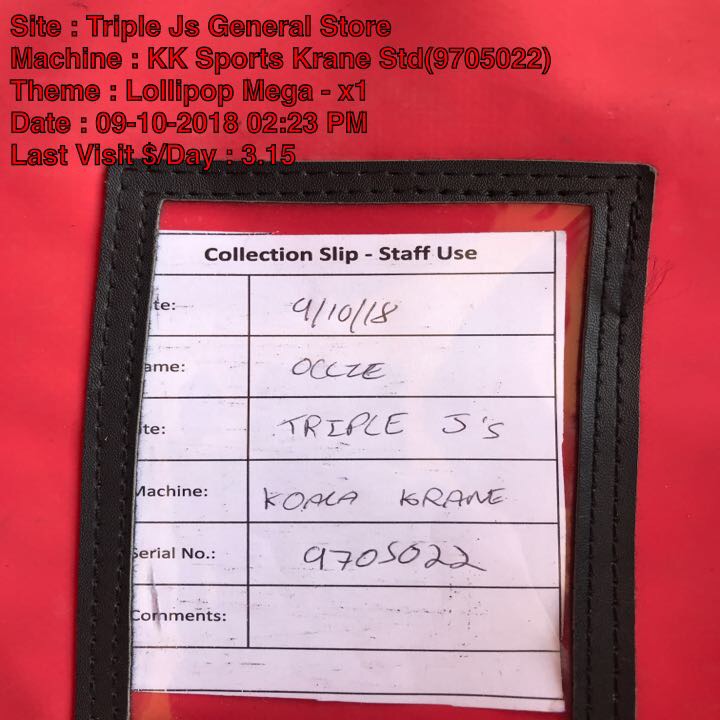 Site : Triple Js General Store
Machine : KK Sports Krane Std(9705022)
Theme : Lollipop Mega - x1
Date : 09-10-2018 02:23 PM
Last Visit $/Day : 3.15
Collection Slip - Staff Use
te: 9/10/18
ame: OLLIE
te: TRIPLE J's
Machine: KOALA KRANE
Serial No.: 9705022
Comments: